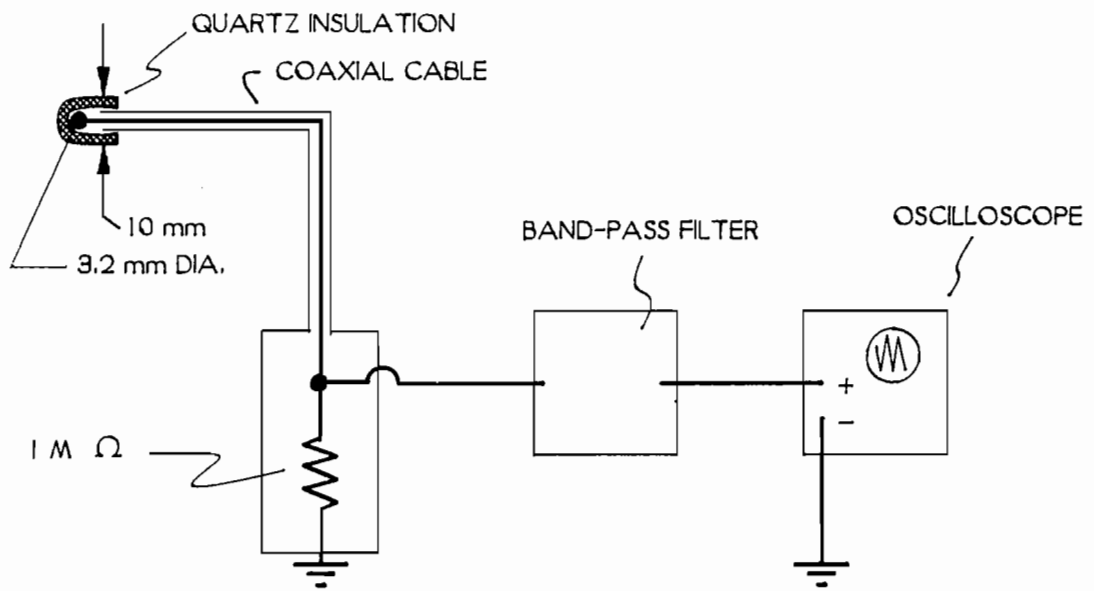 QUARTZ INSULATION
COAXIAL CABLE
10 mm
3.2 mm DIA.
BAND-PASS FILTER
OSCILLOSCOPE
+
−
1 M Ω